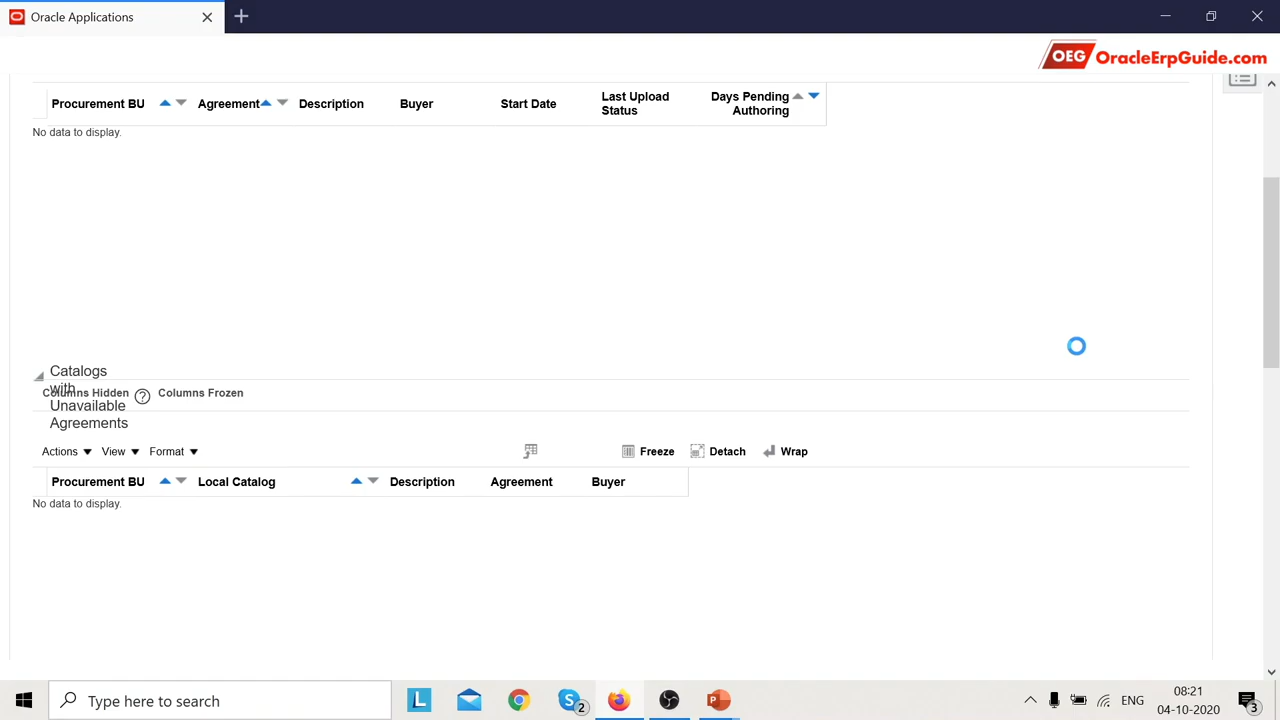 Oracle Applications
OEG OracleErpGuide.com
Procurement BU Agreement Description Buyer Start Date Last Upload Status Days Pending Authoring
No data to display.
Catalogs
with
Unavailable
Agreements
Columns Hidden Columns Frozen
Actions View Format Freeze Detach Wrap
Procurement BU Local Catalog Description Agreement Buyer
No data to display.
Type here to search
L
2
P
ENG
08:21
04-10-2020
3